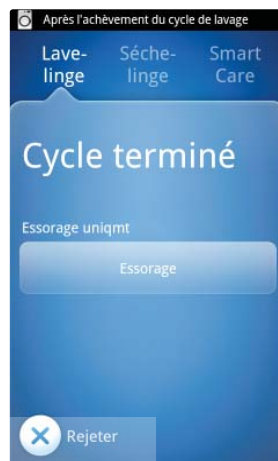 Après l'achèvement du cycle de lavage
Lave-
linge
Séche-
linge
Smart
Care
Cycle terminé
Essorage uniqmt
Essorage
Rejeter